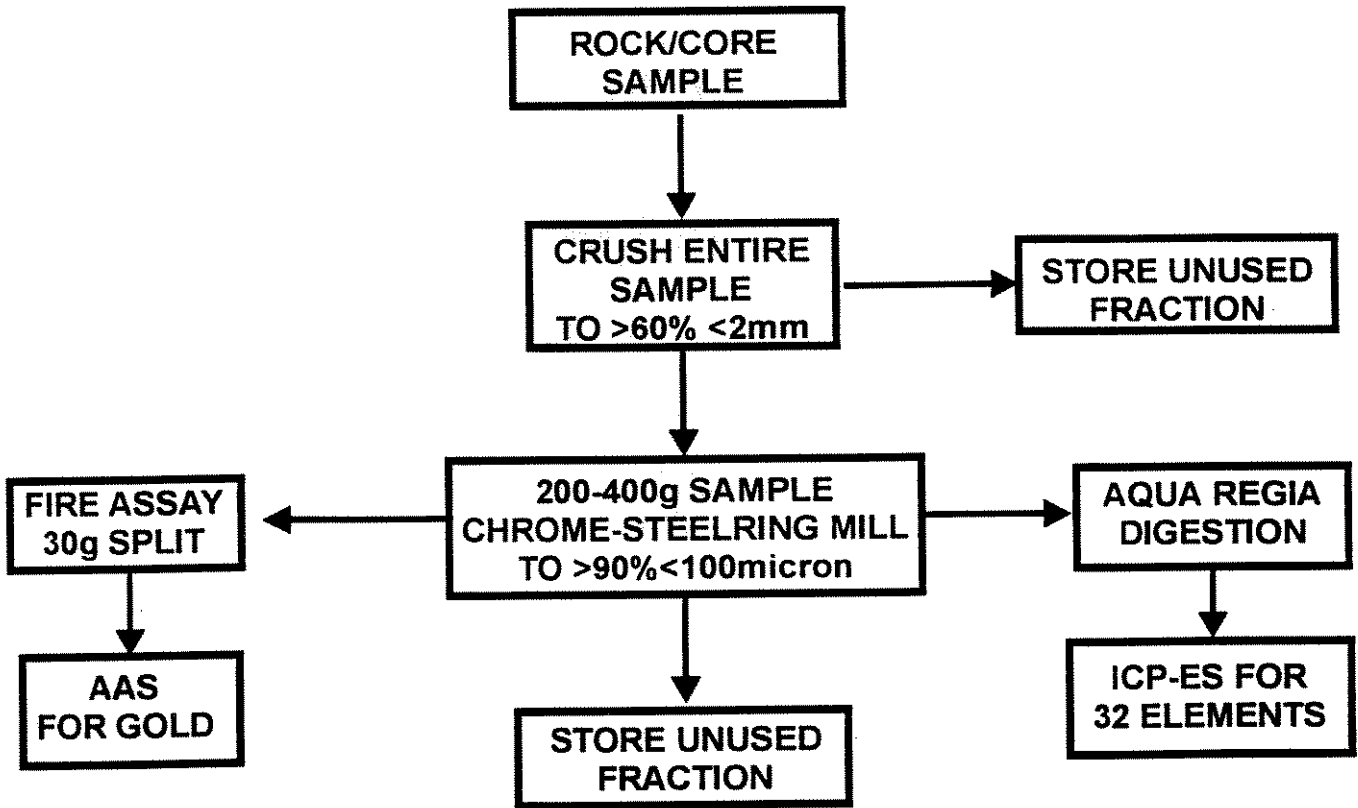 ROCK/CORE
SAMPLE
CRUSH ENTIRE
SAMPLE
TO >60% <2mm
STORE UNUSED
FRACTION
FIRE ASSAY
30g SPLIT
200-400g SAMPLE
CHROME-STEELRING MILL
TO >90%<100micron
AQUA REGIA
DIGESTION
AAS
FOR GOLD
STORE UNUSED
FRACTION
ICP-ES FOR
32 ELEMENTS